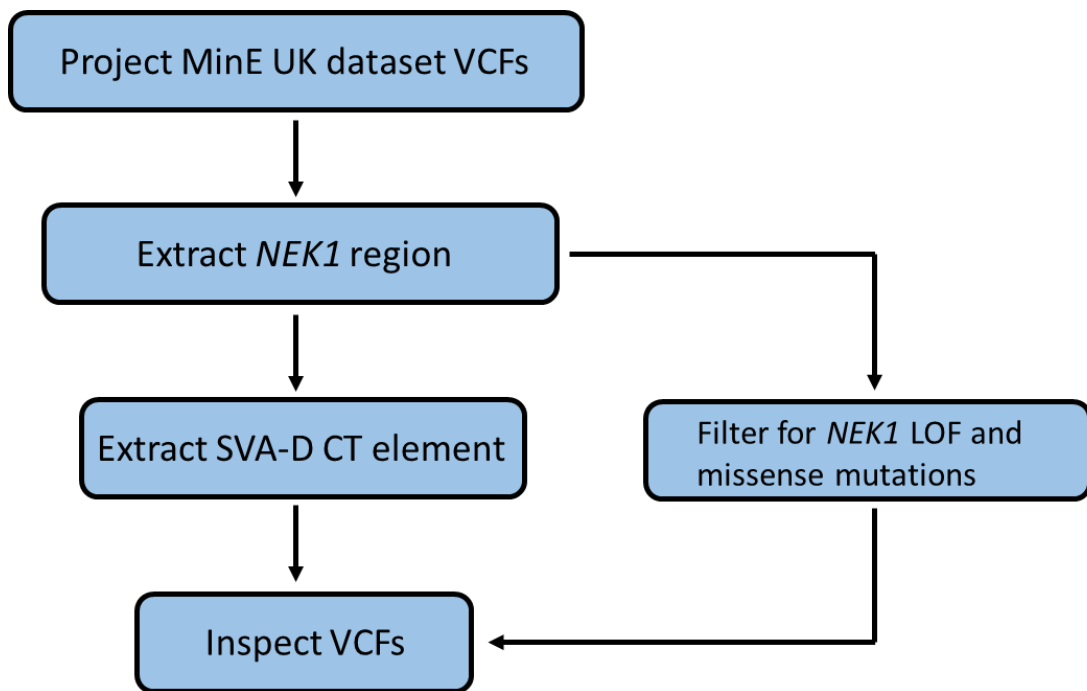 Project MinE UK dataset VCFs
Extract NEK1 region
Extract SVA-D CT element
Filter for NEK1 LOF and
missense mutations
Inspect VCFs